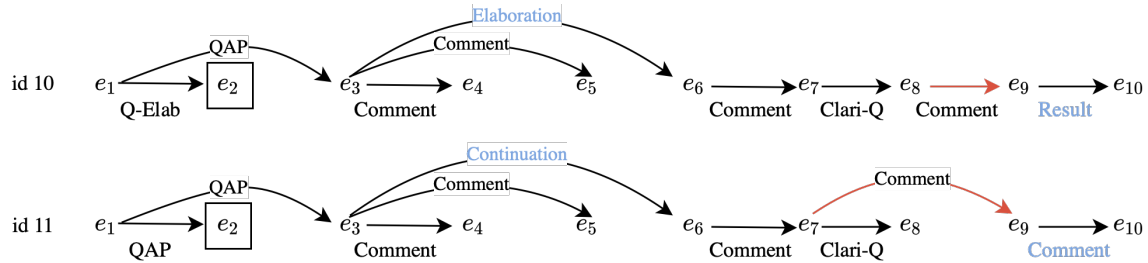 Elaboration
QAP
Comment
id 10 e1 e2 e3 e4 e5 e6 e7 e8 e9 e10
Q-Elab Comment Comment Clari-Q Comment Result
Continuation
QAP Comment Comment
id 11 e1 e2 e3 e4 e5 e6 e7 e8 e9 e10
QAP Comment Comment Clari-Q Comment